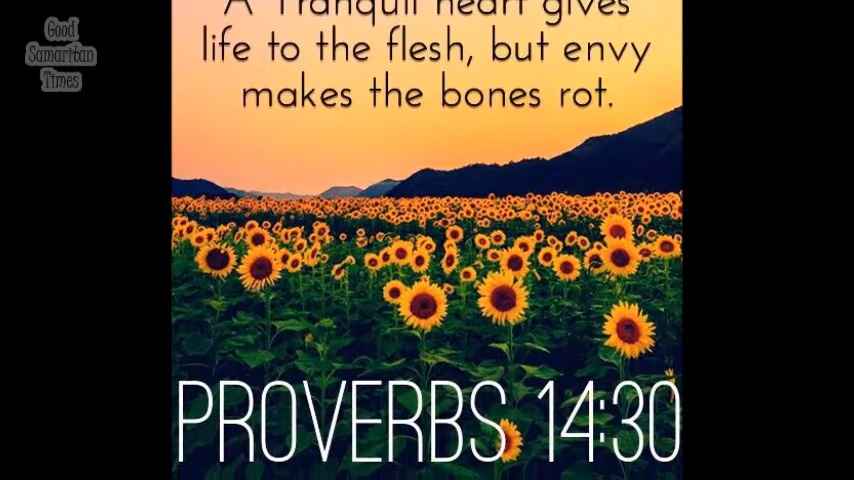 Good
Samaritan
Times
A Tranquil heart gives
life to the flesh, but envy
makes the bones rot.
PROVERBS 14:30